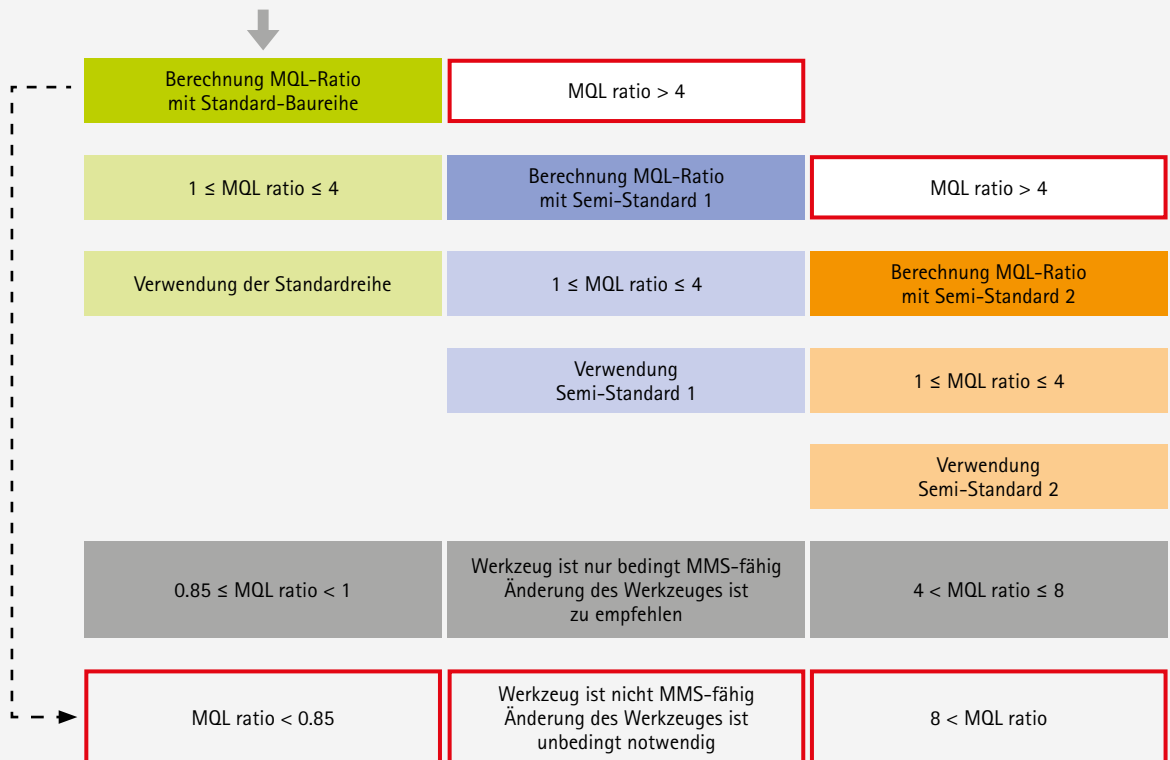 Berechnung MQL-Ratio
mit Standard-Baureihe
MQL ratio > 4
1 ≤ MQL ratio ≤ 4
Berechnung MQL-Ratio
mit Semi-Standard 1
MQL ratio > 4
Verwendung der Standardreihe
1 ≤ MQL ratio ≤ 4
Berechnung MQL-Ratio
mit Semi-Standard 2
Verwendung
Semi-Standard 1
1 ≤ MQL ratio ≤ 4
Verwendung
Semi-Standard 2
0.85 ≤ MQL ratio < 1
Werkzeug ist nur bedingt MMS-fähig
Änderung des Werkzeuges ist
zu empfehlen
4 < MQL ratio ≤ 8
MQL ratio < 0.85
Werkzeug ist nicht MMS-fähig
Änderung des Werkzeuges ist
unbedingt notwendig
8 < MQL ratio